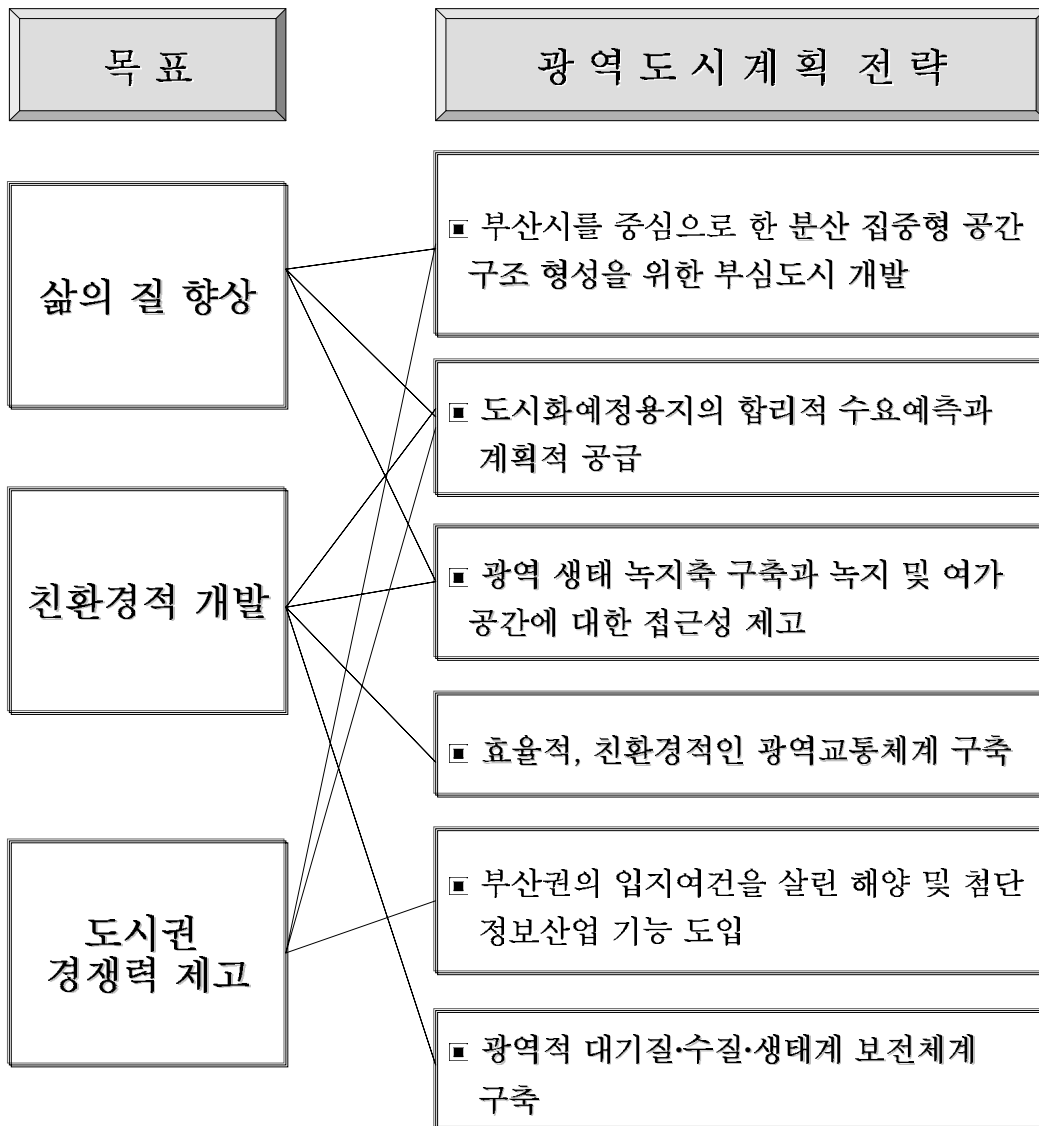 목 표
광 역 도 시 계 획 전 략
삶의 질 향상
친환경적 개발
도시권
경쟁력 제고
▣ 부산시를 중심으로 한 분산 집중형 공간
구조 형성을 위한 부심도시 개발
▣ 도시화예정용지의 합리적 수요예측과
계획적 공급
▣ 광역 생태 녹지축 구축과 녹지 및 여가
공간에 대한 접근성 제고
▣ 효율적, 친환경적인 광역교통체계 구축
▣ 부산권의 입지여건을 살린 해양 및 첨단
정보산업 기능 도입
▣ 광역적 대기질·수질·생태계 보전체계
구축